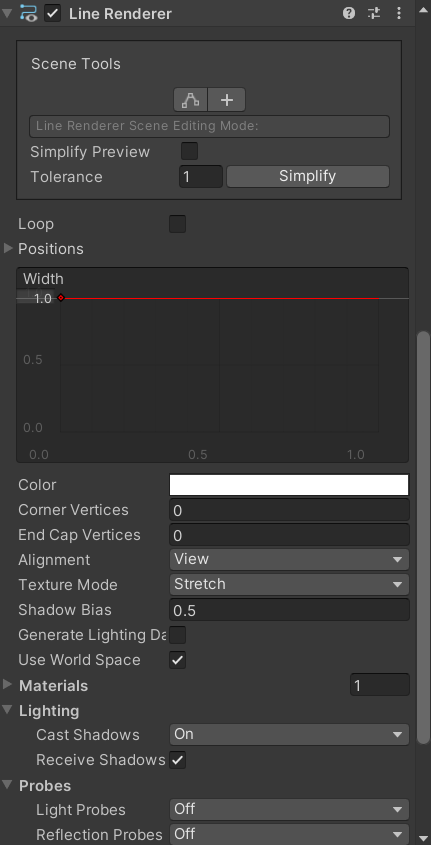 Line Renderer
Scene Tools
Line Renderer Scene Editing Mode:
Simplify Preview
Tolerance 1 Simplify
Loop
Positions
Width
1.0
0.5
0.0
0.0 0.5 1.0
Color
Corner Vertices 0
End Cap Vertices 0
Alignment View
Texture Mode Stretch
Shadow Bias 0.5
Generate Lighting Da
Use World Space
Materials 1
Lighting
Cast Shadows On
Receive Shadows
Probes
Light Probes Off
Reflection Probes Off